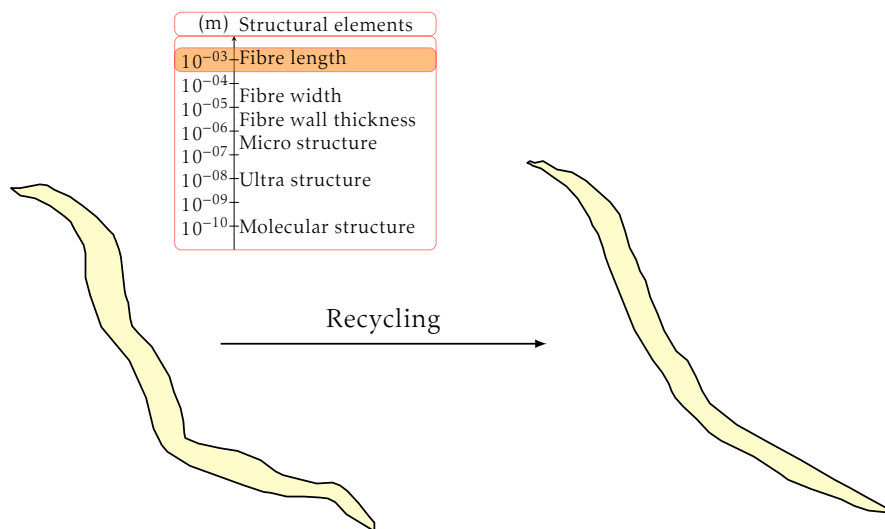 (m) Structural elements
10⁻⁰³ Fibre length
10⁻⁰⁴
Fibre width
10⁻⁰⁵
Fibre wall thickness
10⁻⁰⁶
Micro structure
10⁻⁰⁷
10⁻⁰⁸ Ultra structure
10⁻⁰⁹
10⁻¹⁰ Molecular structure
Recycling